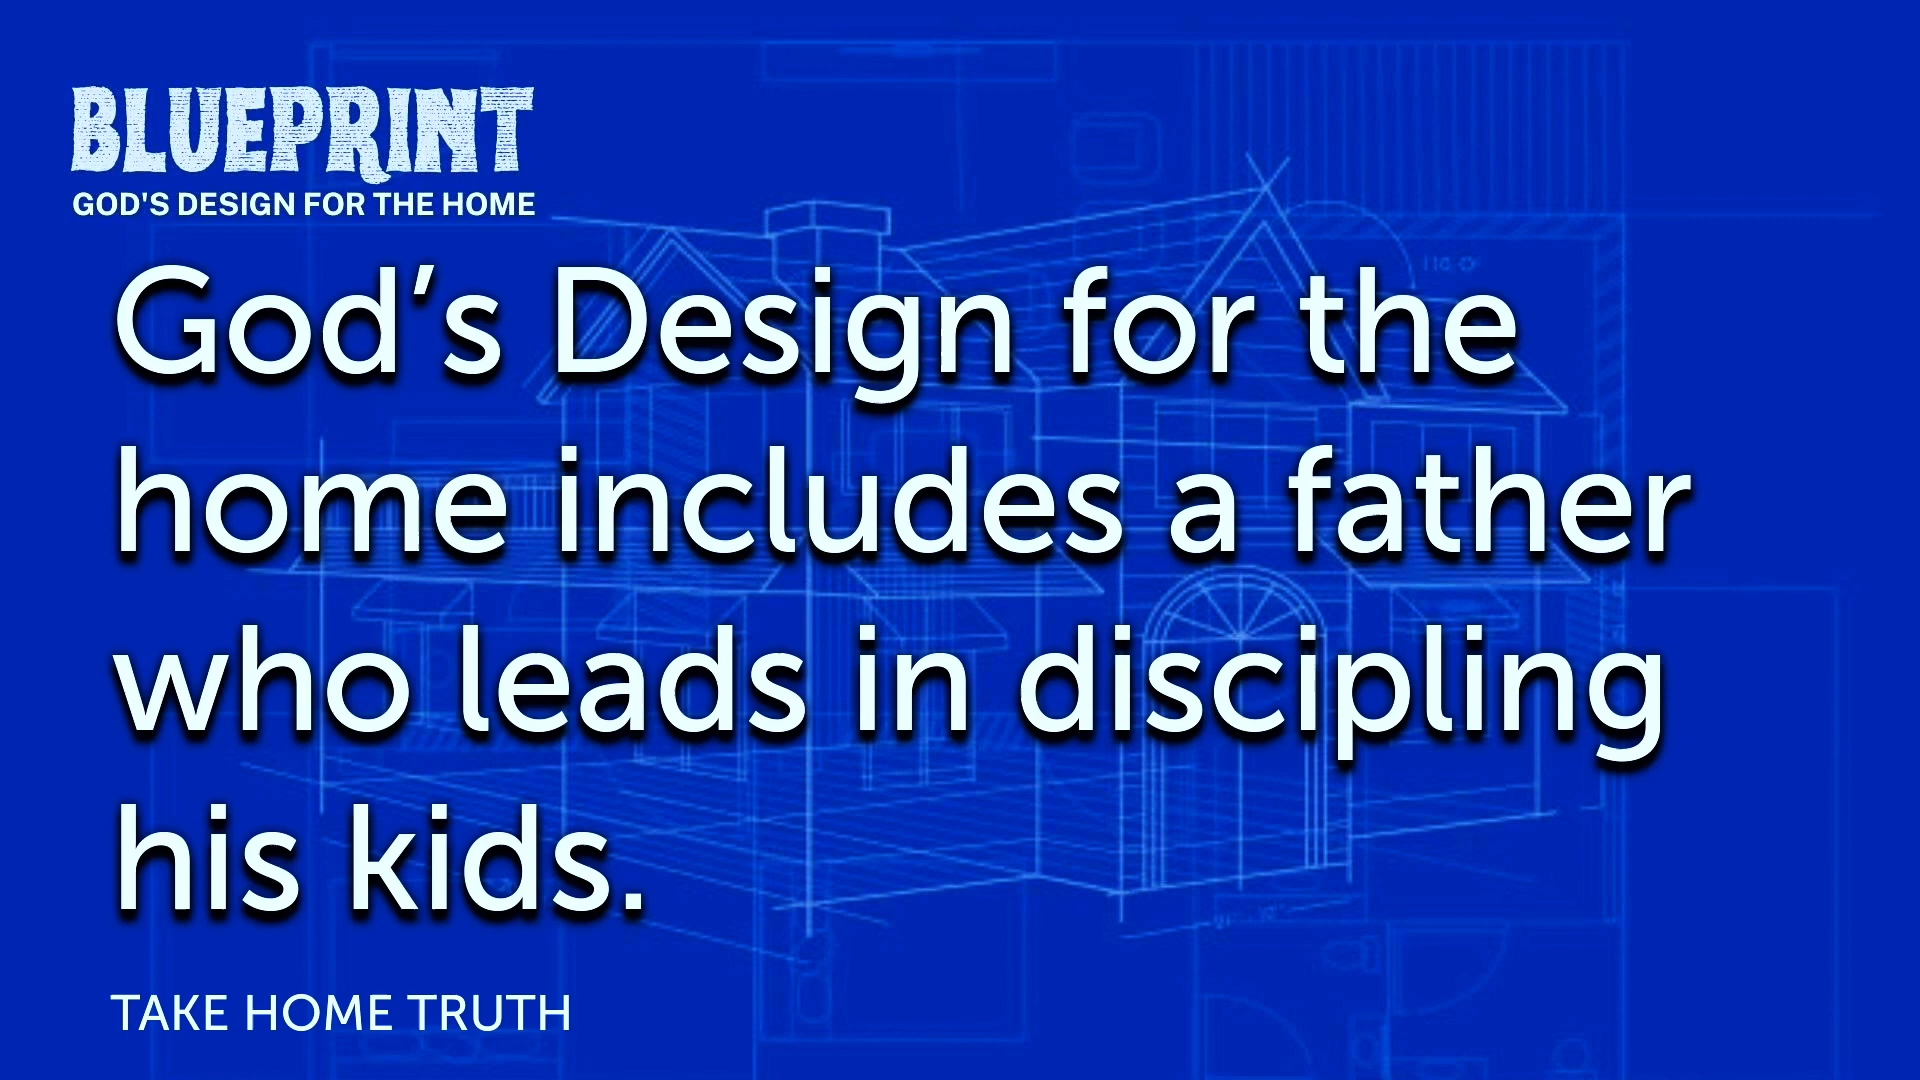 BLUEPRINT
GOD'S DESIGN FOR THE HOME
God’s Design for the
home includes a father
who leads in discipling
his kids.
TAKE HOME TRUTH